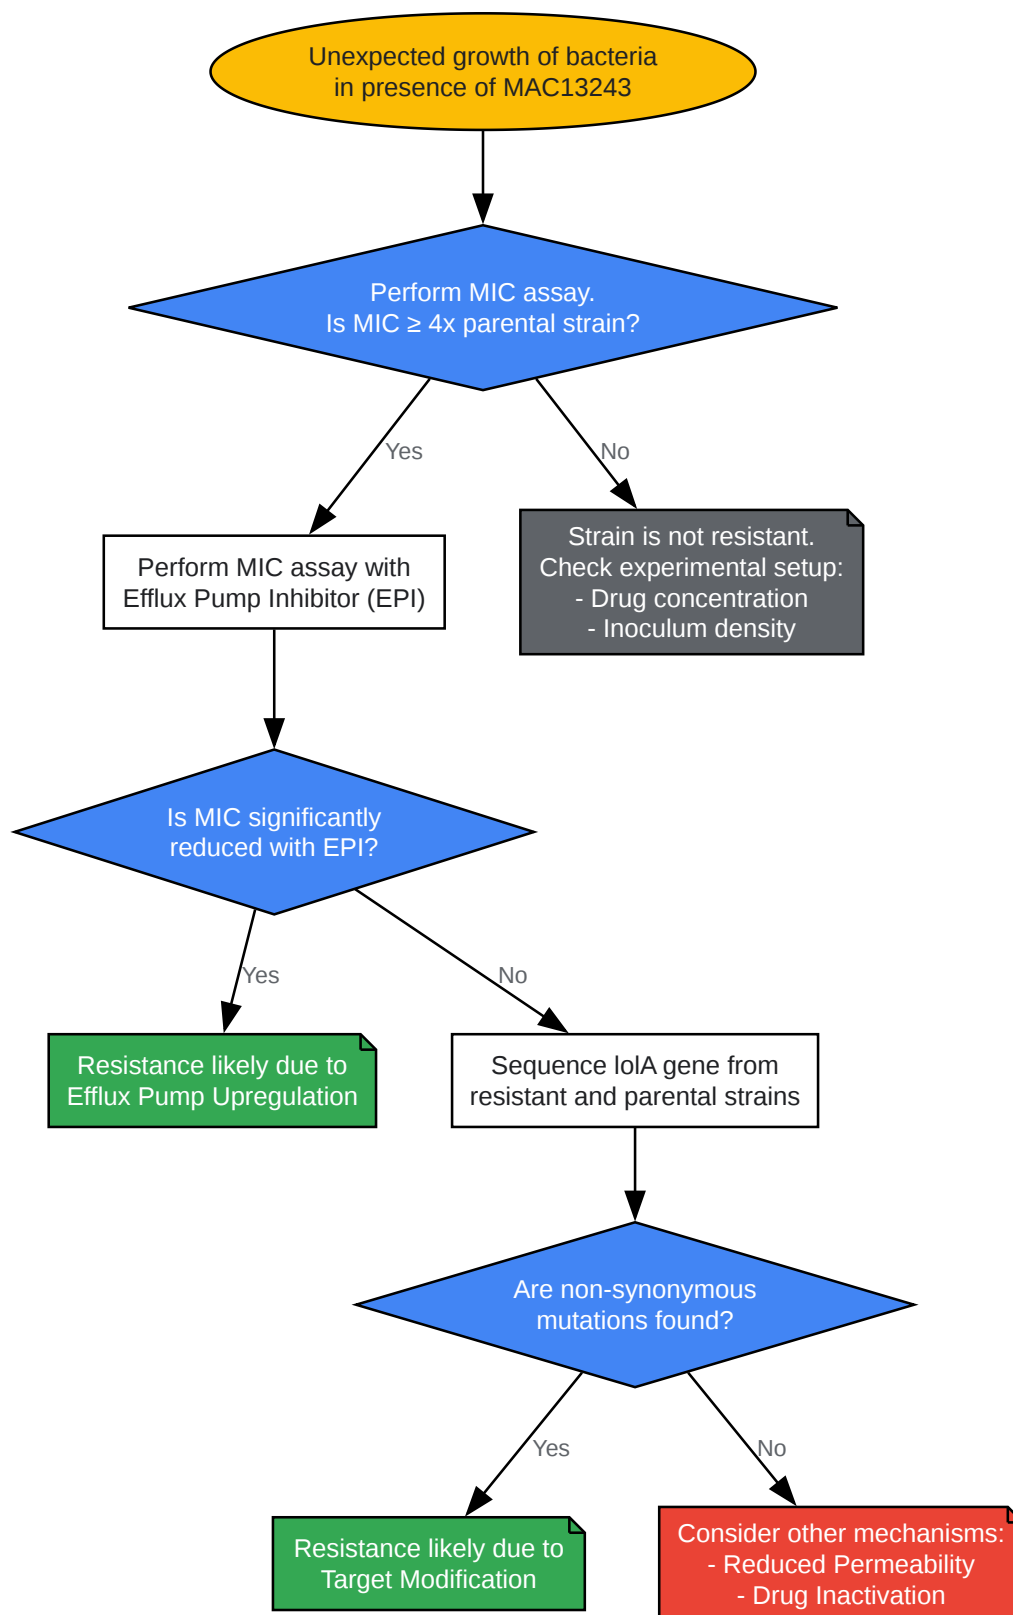 Unexpected growth of bacteria
in presence of MAC13243
Perform MIC assay.
Is MIC ≥ 4x parental strain?
Yes
No
Perform MIC assay with
Efflux Pump Inhibitor (EPI)
Strain is not resistant.
Check experimental setup:
- Drug concentration
- Inoculum density
Is MIC significantly
reduced with EPI?
Yes
No
Resistance likely due to
Efflux Pump Upregulation
Sequence lolA gene from
resistant and parental strains
Are non-synonymous
mutations found?
Yes
No
Resistance likely due to
Target Modification
Consider other mechanisms:
- Reduced Permeability
- Drug Inactivation